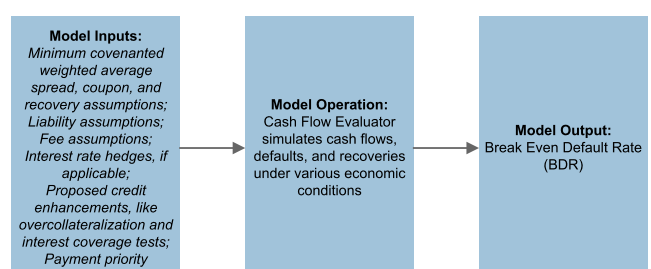 Model Inputs:
Minimum covenanted
weighted average
spread, coupon, and
recovery assumptions;
Liability assumptions;
Fee assumptions;
Interest rate hedges, if
applicable;
Proposed credit
enhancements, like
overcollateralization and
interest coverage tests;
Payment priority
Model Operation:
Cash Flow Evaluator
simulates cash flows,
defaults, and recoveries
under various economic
conditions
Model Output:
Break Even Default Rate
(BDR)